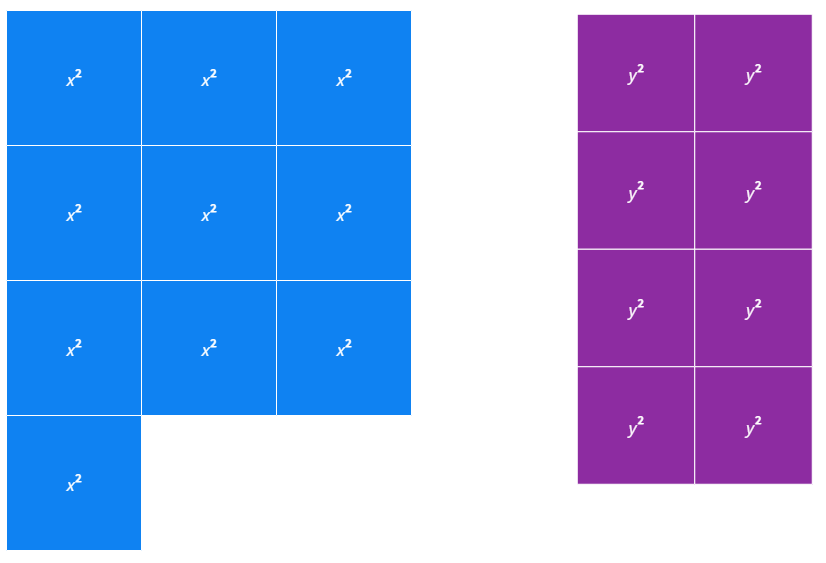 x² x² x² y² y²
x² x² x² y² y²
x² x² x² y² y²
x² y² y²